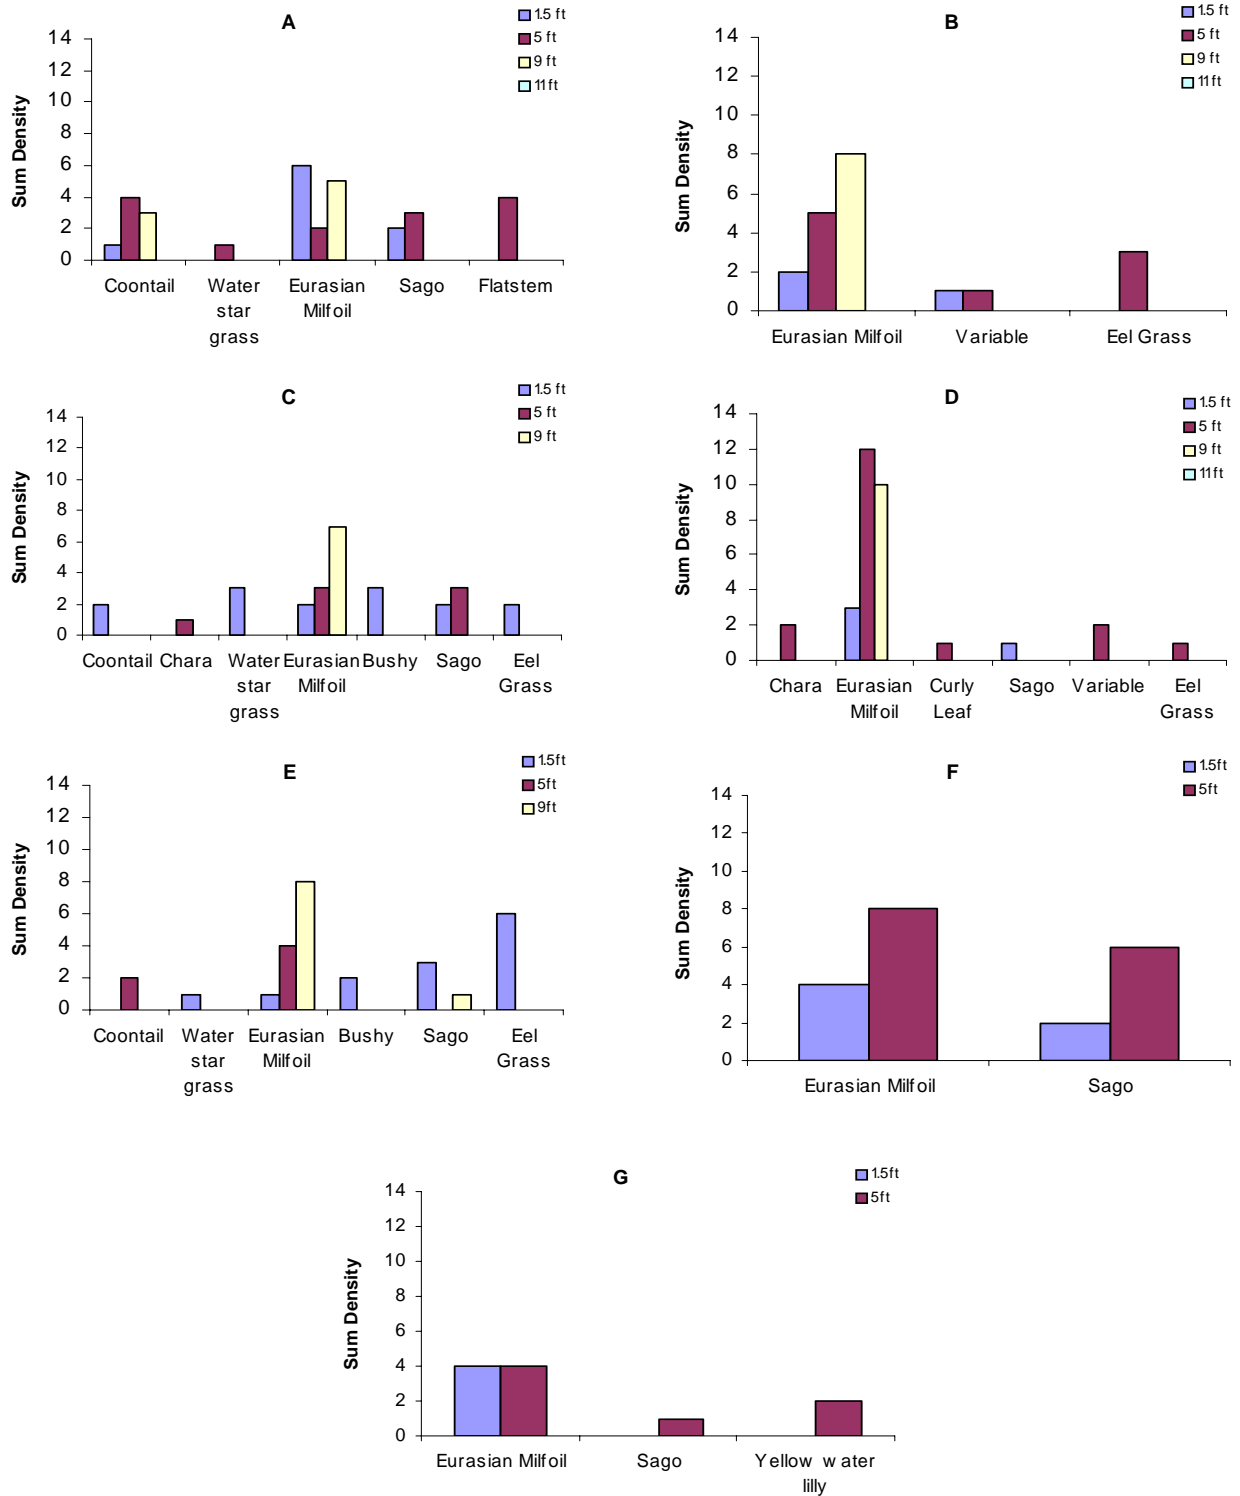 A
1.5 ft
5 ft
9 ft
11ft
Sum Density
14
12
10
8
6
4
2
0
Coontail
Water
star
grass
Eurasian
Milfoil
Sago
Flatstem
B
1.5 ft
5 ft
9 ft
11ft
Sum Density
14
12
10
8
6
4
2
0
Eurasian Milfoil
Variable
Eel Grass
C
1.5 ft
5 ft
9 ft
Sum Density
14
12
10
8
6
4
2
0
Coontail
Chara
Water
star
grass
Eurasian
Milfoil
Bushy
Sago
Eel
Grass
D
1.5 ft
5 ft
9 ft
11ft
Sum Density
14
12
10
8
6
4
2
0
Chara
Eurasian
Milfoil
Curly
Leaf
Sago
Variable
Eel
Grass
E
1.5ft
5ft
9ft
Sum Density
14
12
10
8
6
4
2
0
Coontail
Water
star
grass
Eurasian
Milfoil
Bushy
Sago
Eel
Grass
F
1.5ft
5ft
Sum Density
14
12
10
8
6
4
2
0
Eurasian Milfoil
Sago
G
1.5ft
5ft
Sum Density
14
12
10
8
6
4
2
0
Eurasian Milfoil
Sago
Yellow water
lilly